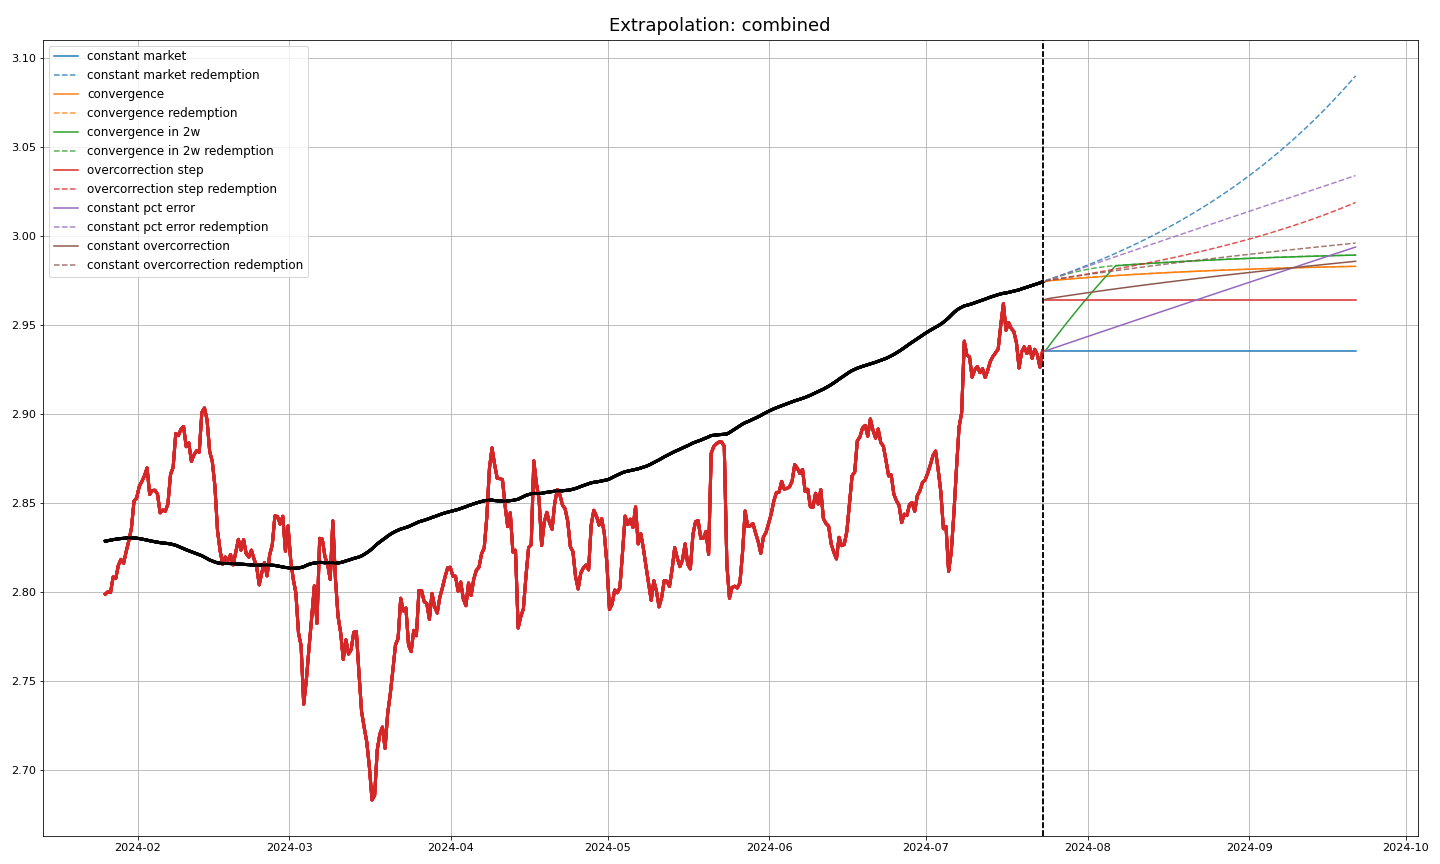 Extrapolation: combined
constant market
constant market redemption
convergence
convergence redemption
convergence in 2w
convergence in 2w redemption
overcorrection step
overcorrection step redemption
constant pct error
constant pct error redemption
constant overcorrection
constant overcorrection redemption
3.10
3.05
3.00
2.95
2.90
2.85
2.80
2.75
2.70
2024-02 2024-03 2024-04 2024-05 2024-06 2024-07 2024-08 2024-09 2024-10